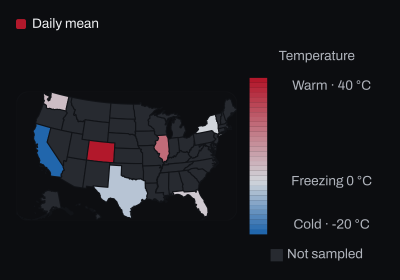 Daily mean
Temperature
Warm · 40 °C
Freezing 0 °C
Cold · -20 °C
Not sampled